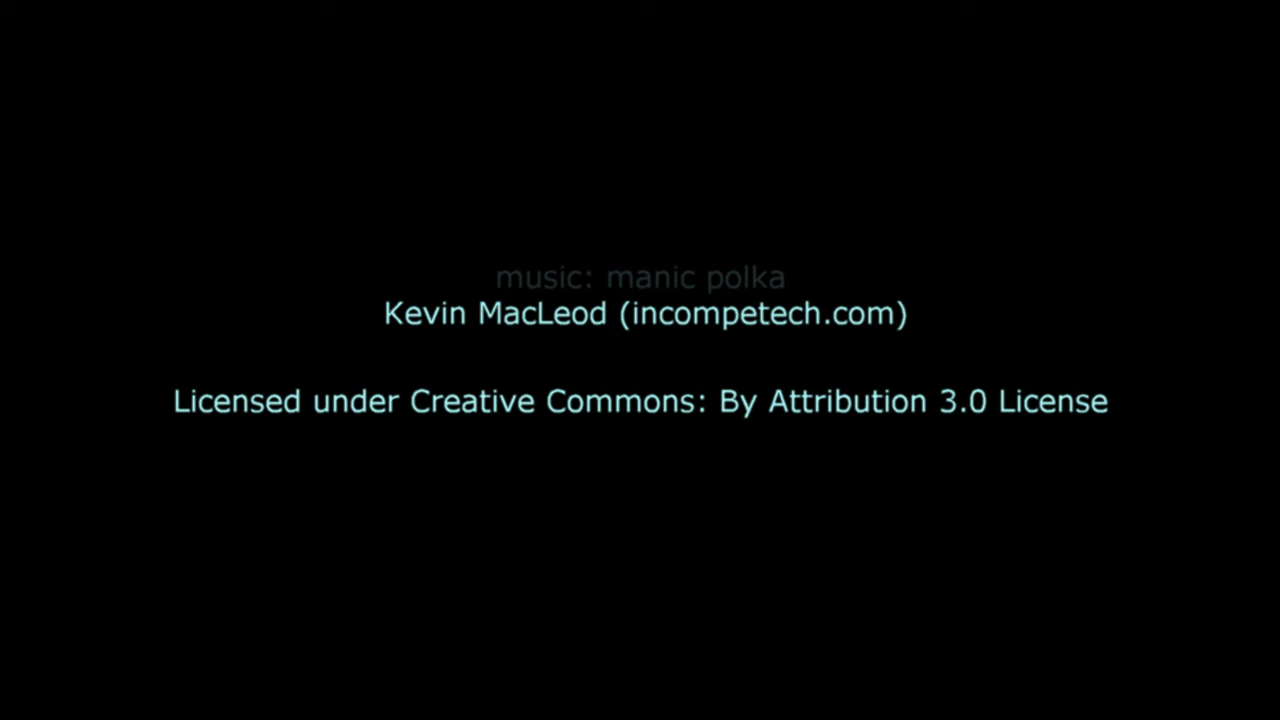 music: manic polka
Kevin MacLeod (incompetech.com)
Licensed under Creative Commons: By Attribution 3.0 License